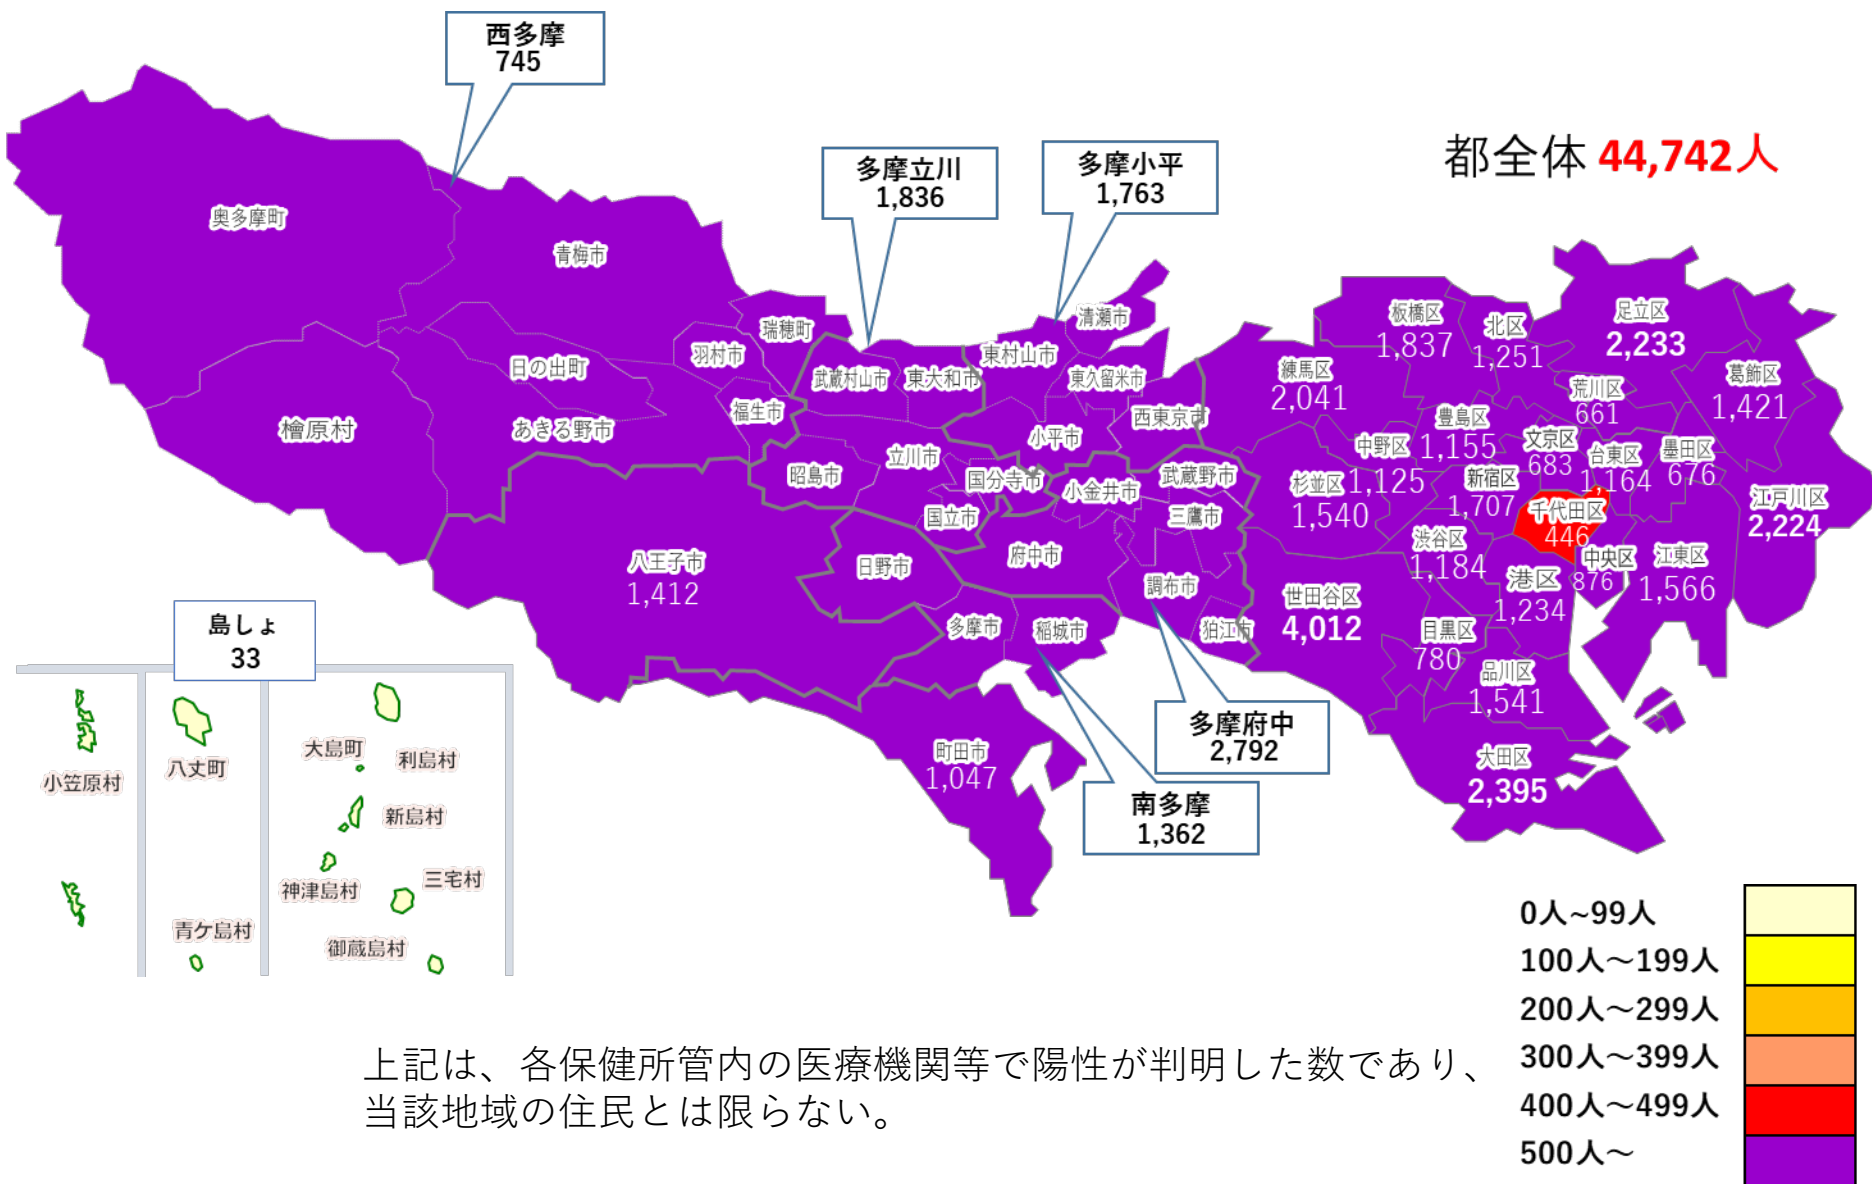 西多摩
745
多摩立川
1,836
多摩小平
1,763
都全体 44,742人
奥多摩町
青梅市
瑞穂町
羽村市
日の出町
福生市
あきる野市
檜原村
武蔵村山市
東大和市
東村山市
清瀬市
東久留米市
西東京市
小平市
立川市
昭島市
国分寺市
小金井市
武蔵野市
国立市
三鷹市
府中市
八王子市
1,412
日野市
調布市
多摩市
稲城市
狛江市
町田市
1,047
板橋区
1,837
北区
1,251
足立区
2,233
練馬区
2,041
荒川区
661
葛飾区
1,421
豊島区
1,155
中野区
1,125
文京区
683
台東区
1,164
墨田区
676
杉並区
1,540
新宿区
1,707
千代田区
446
江戸川区
2,224
渋谷区
1,184
中央区
876
江東区
1,566
港区
1,234
世田谷区
4,012
目黒区
780
品川区
1,541
大田区
2,395
多摩府中
2,792
南多摩
1,362
島しょ
33
小笠原村
八丈町
大島町
利島村
新島村
神津島村
三宅村
青ケ島村
御蔵島村
0人~99人
100人～199人
200人～299人
300人～399人
400人～499人
500人～
上記は、各保健所管内の医療機関等で陽性が判明した数であり、
当該地域の住民とは限らない。